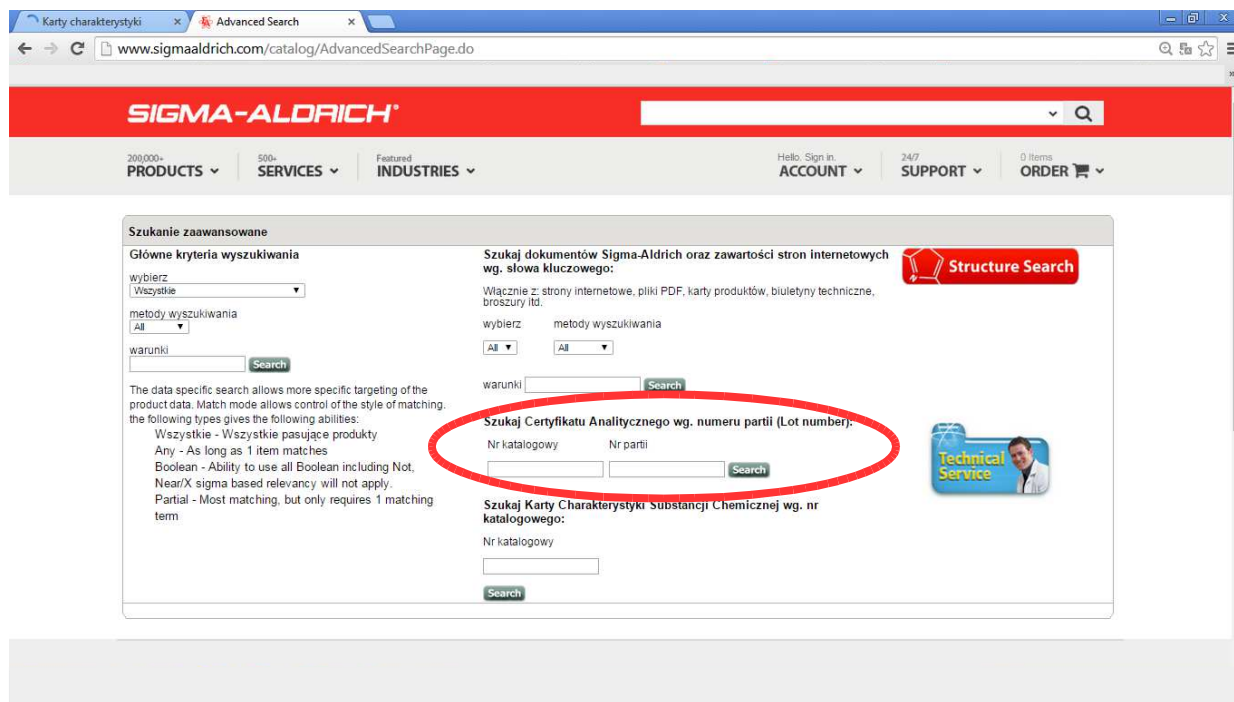 Karty charakterystyki
Advanced Search
www.sigmaaldrich.com/catalog/AdvancedSearchPage.do
SIGMA-ALDRICH®
200,000+
PRODUCTS
500+
SERVICES
Featured
INDUSTRIES
Hello. Sign in.
ACCOUNT
24/7
SUPPORT
0 Items
ORDER
Szukanie zaawansowane
Główne kryteria wyszukiwania
wybierz
Wszystkie
metody wyszukiwania
All
warunki
Search
The data specific search allows more specific targeting of the
product data. Match mode allows control of the style of matching.
the following types gives the following abilities:
Wszystkie - Wszystkie pasujące produkty
Any - As long as 1 item matches
Boolean - Ability to use all Boolean including Not,
Near/X sigma based relevancy will not apply.
Partial - Most matching, but only requires 1 matching
term
Szukaj dokumentów Sigma-Aldrich oraz zawartości stron internetowych
wg. słowa kluczowego:
Włącznie z: strony internetowe, pliki PDF, karty produktów, biuletyny techniczne,
broszury itd.
wybierz metody wyszukiwania
All All
warunki Search
Szukaj Certyfikatu Analitycznego wg. numeru partii (Lot number):
Nr katalogowy Nr partii
Search
Szukaj Karty Charakterystyki Substancji Chemicznej wg. nr
katalogowego:
Nr katalogowy
Search
Structure Search
Technical
Service